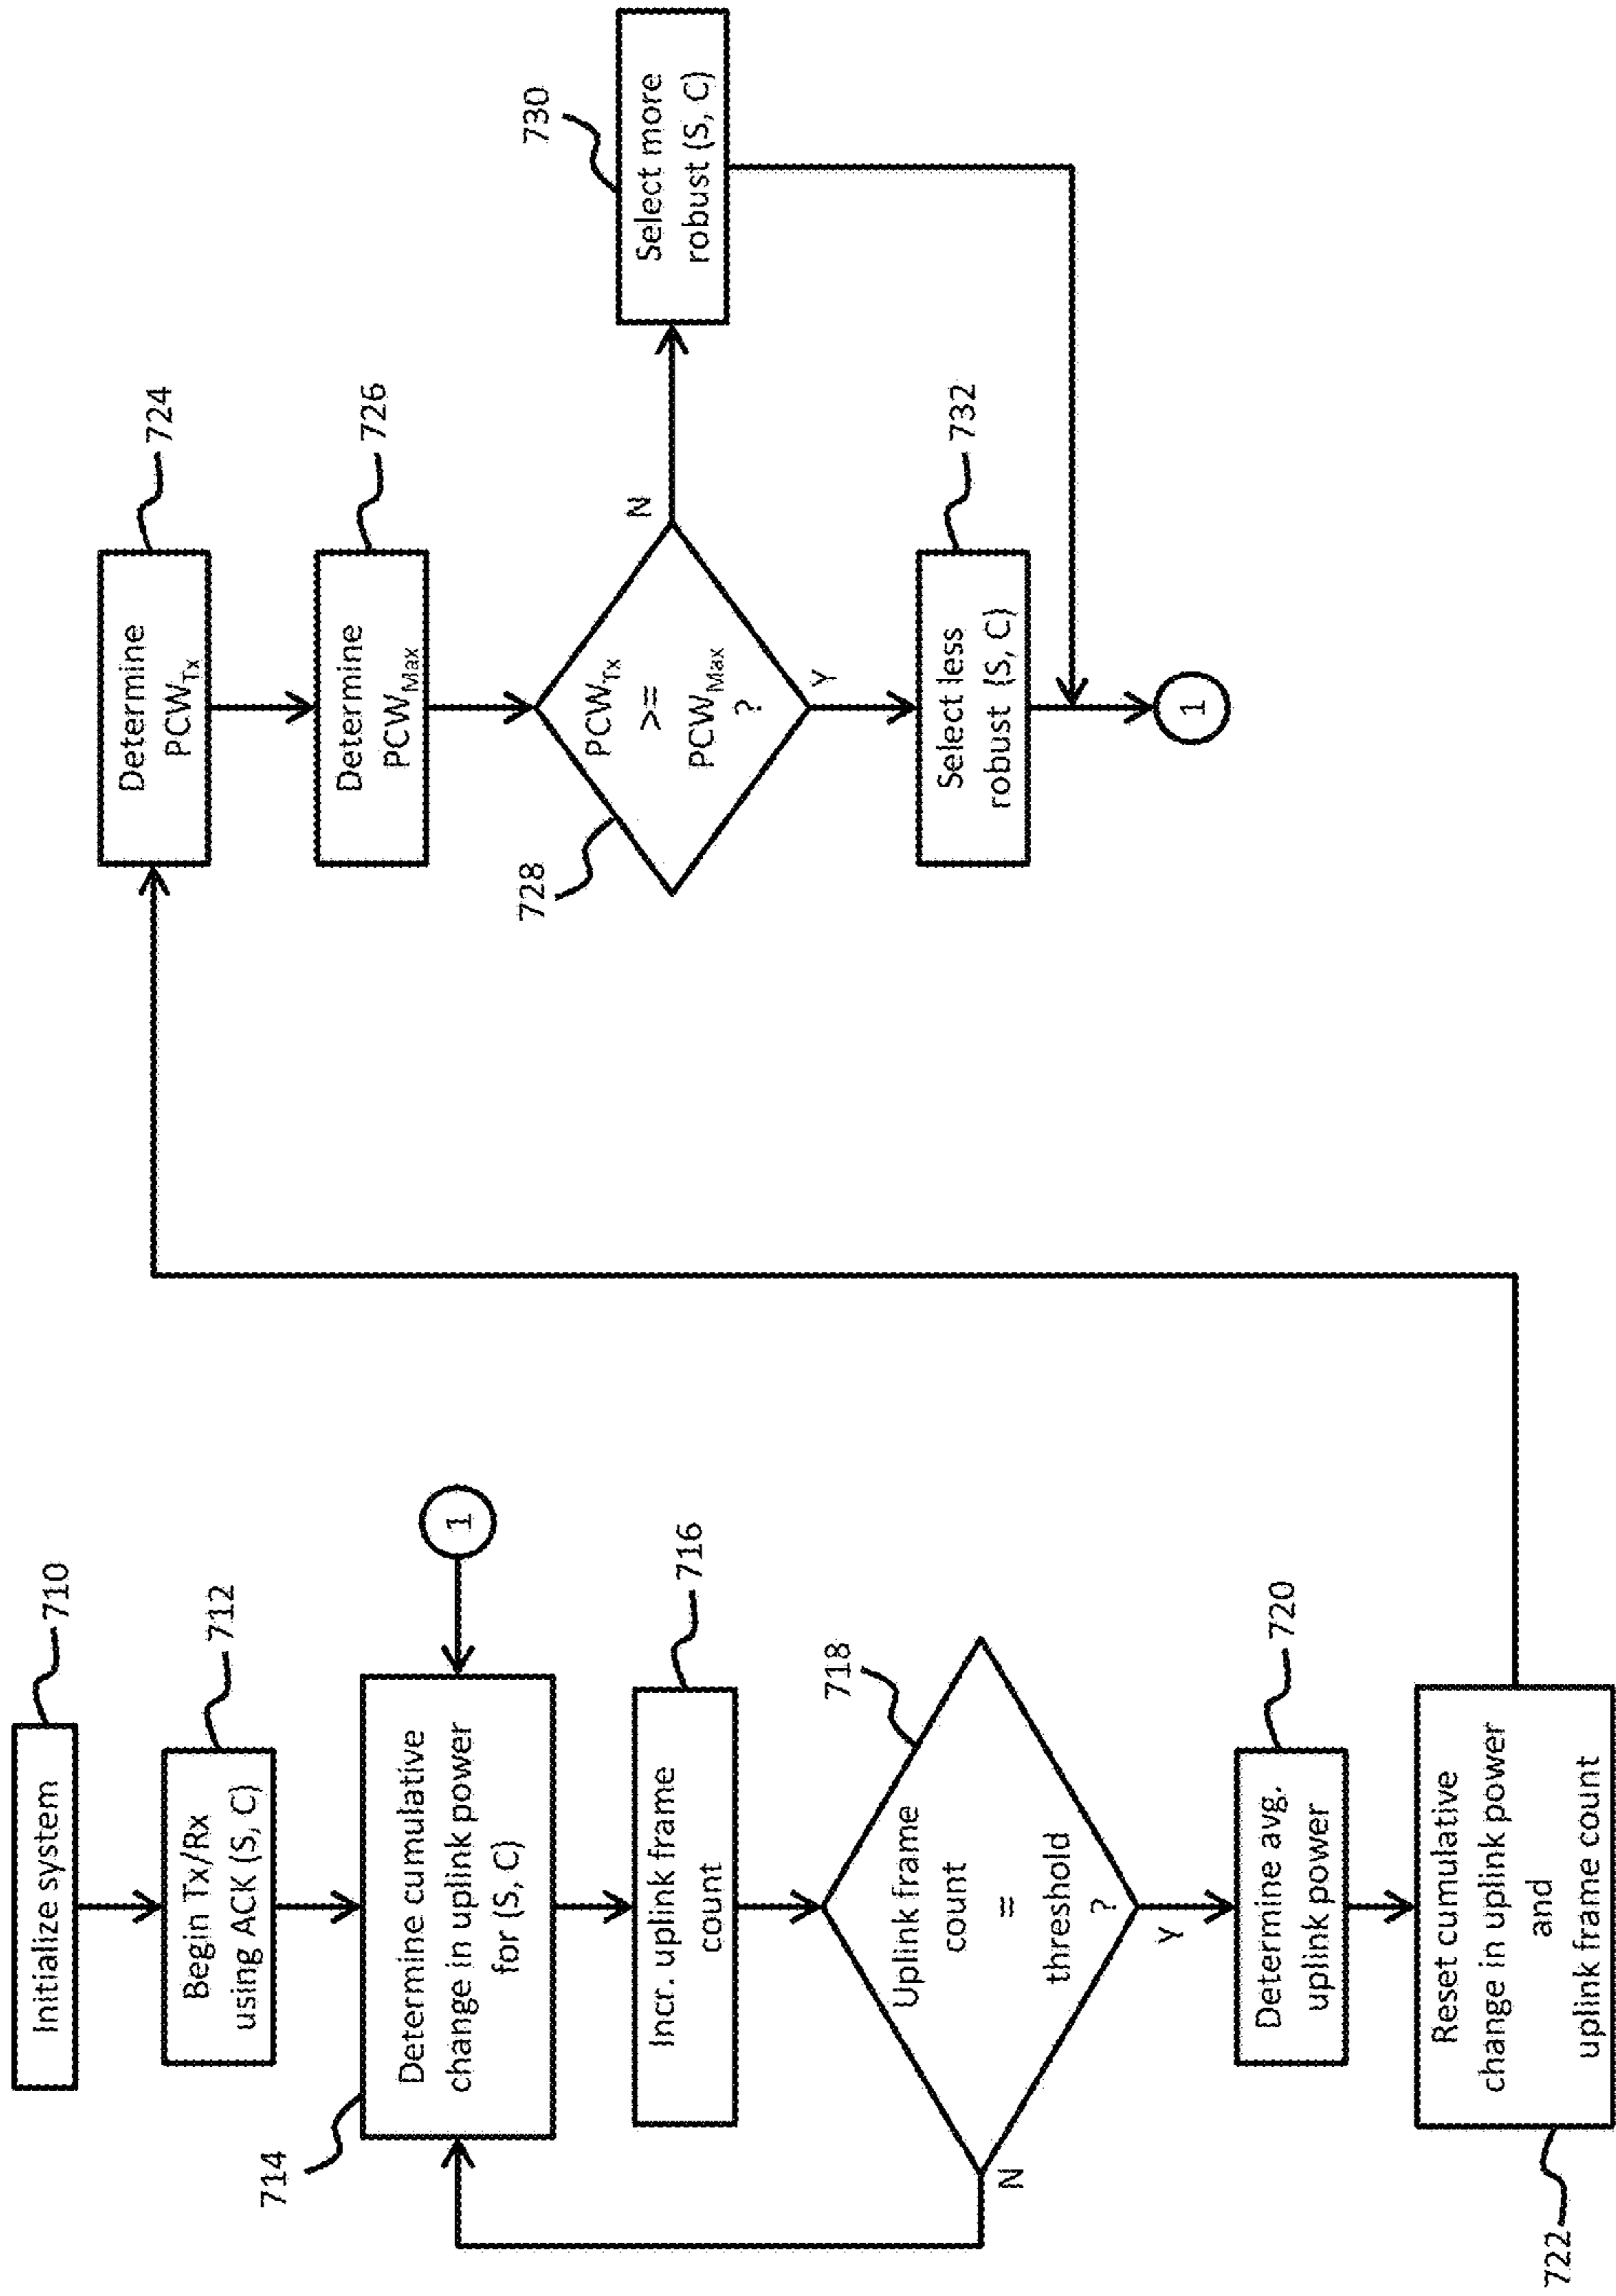 710
Initialize system
712
Begin Tx/Rx
using ACK (S, C)
714
Determine cumulative
change in uplink power
for (S, C)
1
716
Incr. uplink frame
count
718
Uplink frame
count
=
threshold
?
N
Y
720
Determine avg.
uplink power
722
Reset cumulative
change in uplink power
and
uplink frame count
724
Determine
PCWTx
726
Determine
PCWMax
728
PCWTx
>=
PCWMax
?
N
Y
730
Select more
robust (S, C)
732
Select less
robust (S, C)
1